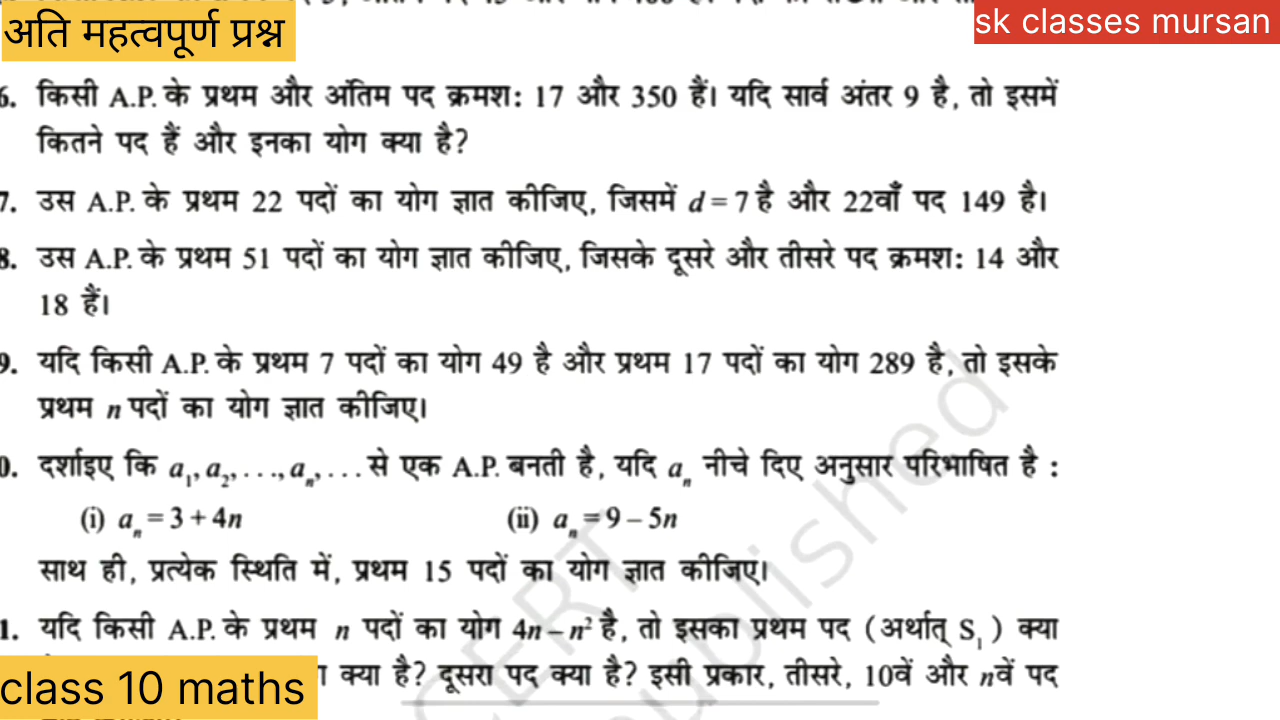 अति महत्वपूर्ण प्रश्न
sk classes mursan
6. किसी A.P. के प्रथम और अंतिम पद क्रमश: 17 और 350 हैं। यदि सार्व अंतर 9 है, तो इसमें
कितने पद हैं और इनका योग क्या है?
7. उस A.P. के प्रथम 22 पदों का योग ज्ञात कीजिए, जिसमें d = 7 है और 22वाँ पद 149 है।
8. उस A.P. के प्रथम 51 पदों का योग ज्ञात कीजिए, जिसके दूसरे और तीसरे पद क्रमश: 14 और
18 हैं।
9. यदि किसी A.P. के प्रथम 7 पदों का योग 49 है और प्रथम 17 पदों का योग 289 है, तो इसके
प्रथम n पदों का योग ज्ञात कीजिए।
0. दर्शाइए कि a₁, a₂, . . ., aₙ, . . . से एक A.P. बनती है, यदि aₙ नीचे दिए अनुसार परिभाषित है :
(i) aₙ = 3 + 4n (ii) aₙ = 9 – 5n
साथ ही, प्रत्येक स्थिति में, प्रथम 15 पदों का योग ज्ञात कीजिए।
1. यदि किसी A.P. के प्रथम n पदों का योग 4n – n² है, तो इसका प्रथम पद (अर्थात् S₁) क्या
क्या है? दूसरा पद क्या है? इसी प्रकार, तीसरे, 10वें और nवें पद
class 10 maths